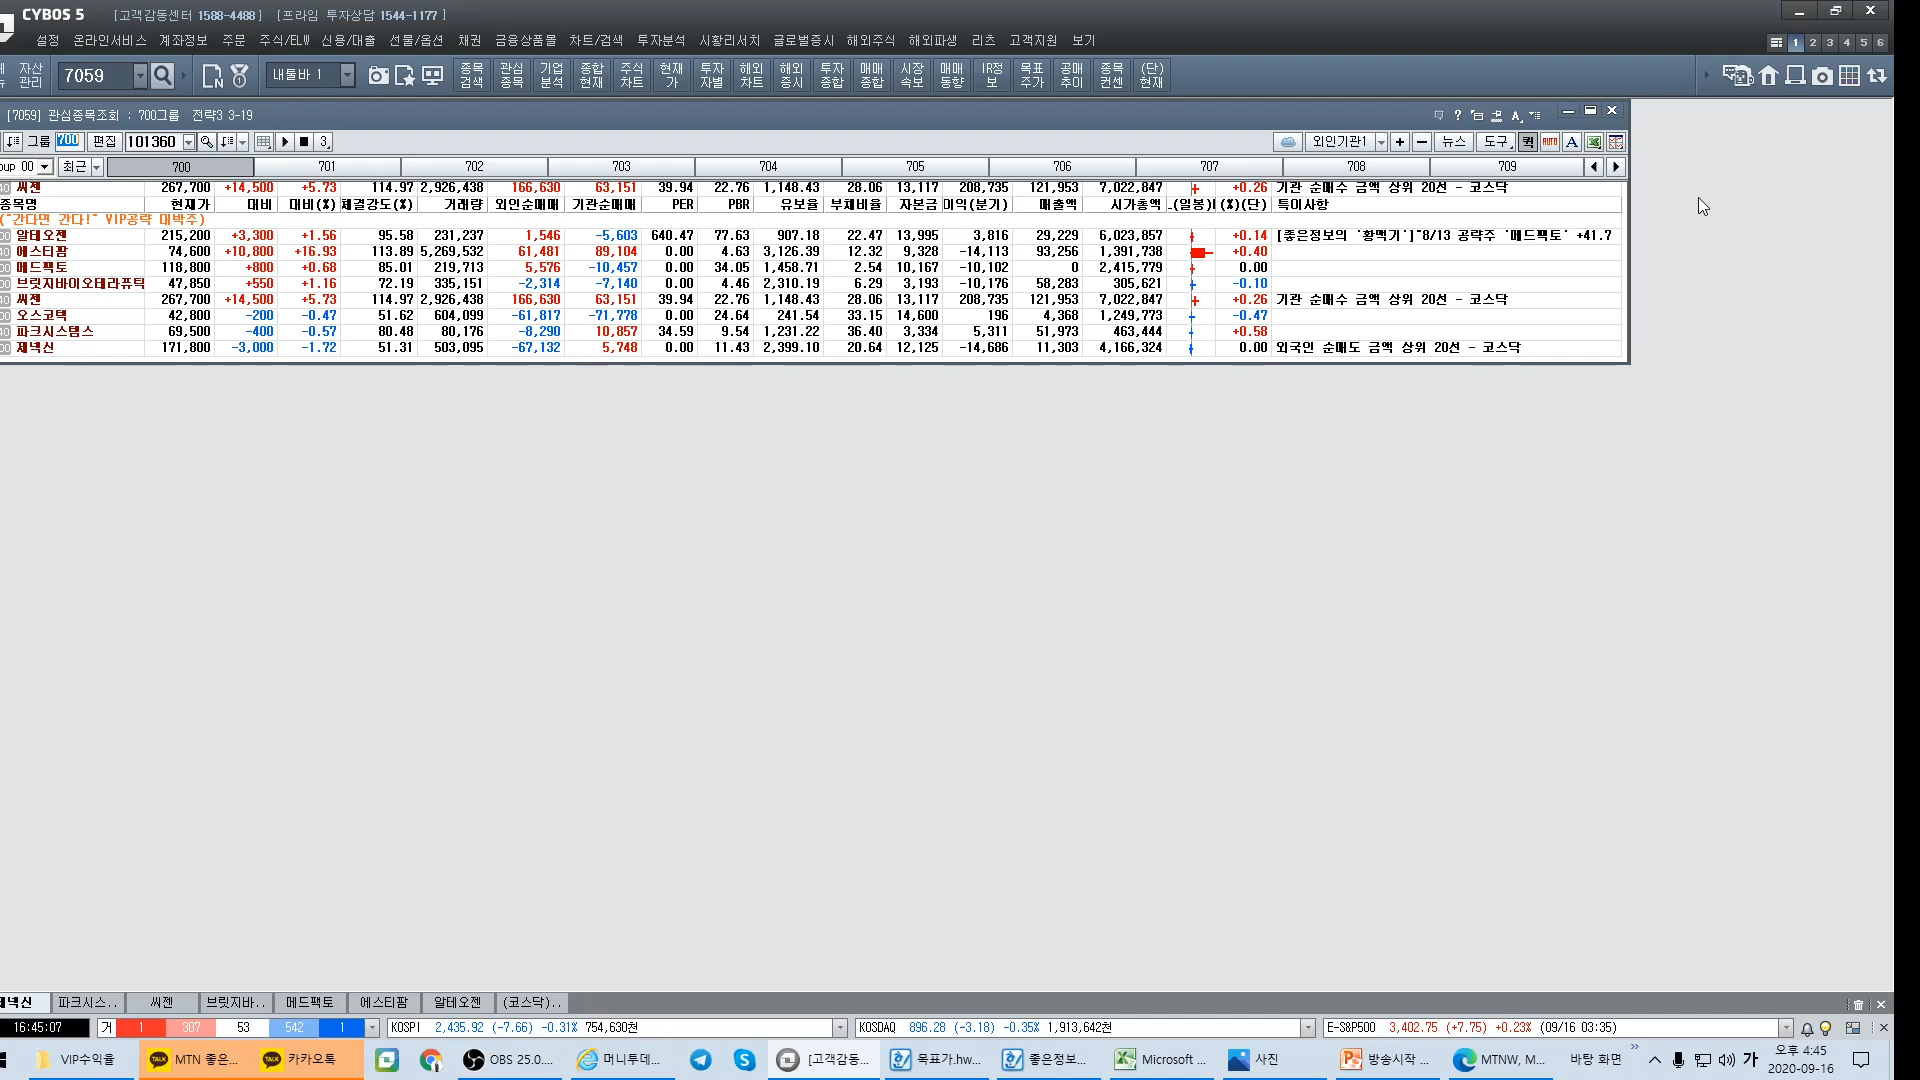 CYBOS 5 [고객감동센터 1588-4488] [프라임 투자상담 1544-1177]
설정 온라인서비스 계좌정보 주문 주식/ELW 신용/대출 선물/옵션 채권 금융상품몰 차트/검색 투자분석 시황리서치 글로벌증시 해외주식 해외파생 리츠 고객지원 보기
1 2 3 4 5 6
자산관리 7059 내툴바 1 종목검색 관심종목 기업분석 종합현재 주식차트 현재가 투자자별 해외차트 해외증시 투자종합 매매종합 시장속보 매매동향 IR정보 목표주가 공매추이 종목컨센 (단)현재
[7059] 관심종목조회 : 700그룹 전략3 3-19
그룹 700 편집 101360 3 외인기관1 + - 뉴스 도구 퀵 AUTO A
oup 00 최근 700 701 702 703 704 705 706 707 708 709
씨젠 267,700 +14,500 +5.73 114.97 2,926,438 166,630 63,151 39.94 22.76 1,148.43 28.06 13,117 208,735 121,953 7,022,847 +0.26 기관 순매수 금액 상위 20선 - 코스닥
종목명 현재가 대비 대비(%) 체결강도(%) 거래량 외인순매매 기관순매매 PER PBR 유보율 부채비율 자본금 이익(분기) 매출액 시가총액 (일봉) (%)(단) 특이사항
("간다면 간다!" VIP공략 대박주)
알테오젠 215,200 +3,300 +1.56 95.58 231,237 1,546 -5,603 640.47 77.63 907.18 22.47 13,995 3,816 29,229 6,023,857 +0.14 [좋은정보의 '황맥기']"8/13 공략주 '메드팩토' +41.7
에스티팜 74,600 +10,800 +16.93 113.89 5,269,532 61,481 89,104 0.00 4.63 3,126.39 12.32 9,328 -14,113 93,256 1,391,738 +0.40
메드팩토 118,800 +800 +0.68 85.01 219,713 5,576 -10,457 0.00 34.05 1,458.71 2.54 10,167 -10,102 0 2,415,779 0.00
브릿지바이오테라퓨틱 47,850 +550 +1.16 72.19 335,151 -2,314 -7,140 0.00 4.46 2,310.19 6.29 3,193 -10,176 58,283 305,621 -0.10
씨젠 267,700 +14,500 +5.73 114.97 2,926,438 166,630 63,151 39.94 22.76 1,148.43 28.06 13,117 208,735 121,953 7,022,847 +0.26 기관 순매수 금액 상위 20선 - 코스닥
오스코텍 42,800 -200 -0.47 51.62 604,099 -61,817 -71,778 0.00 24.64 241.54 33.15 14,600 196 4,368 1,249,773 -0.47
파크시스템스 69,500 -400 -0.57 80.48 80,176 -8,290 10,857 34.59 9.54 1,231.22 36.40 3,334 5,311 51,973 463,444 +0.58
제넥신 171,800 -3,000 -1.72 51.31 503,095 -67,132 5,748 0.00 11.43 2,399.10 20.64 12,125 -14,686 11,303 4,166,324 0.00 외국인 순매도 금액 상위 20선 - 코스닥
제넥신 파크시스.. 씨젠 브릿지바.. 메드팩토 에스티팜 알테오젠 (코스닥)..
16:45:07 거 1 307 53 542 1 KOSPI 2,435.92 (-7.66) -0.31% 754,630천 KOSDAQ 896.28 (-3.18) -0.35% 1,913,642천 E-S&P500 3,402.75 (+7.75) +0.23% (09/16 03:35)
VIP수익율 MTN 좋은... 카카오톡 OBS 25.0.... 머니투데... [고객감동... 목표가.hw... 좋은정보... Microsoft ... 사진 방송시작 ... MTNW, M... 바탕 화면 가 오후 4:45
2020-09-16